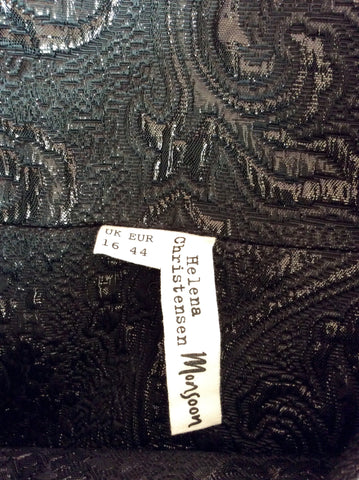 UK EUR
16 44
Helena
Christensen
Monsoon